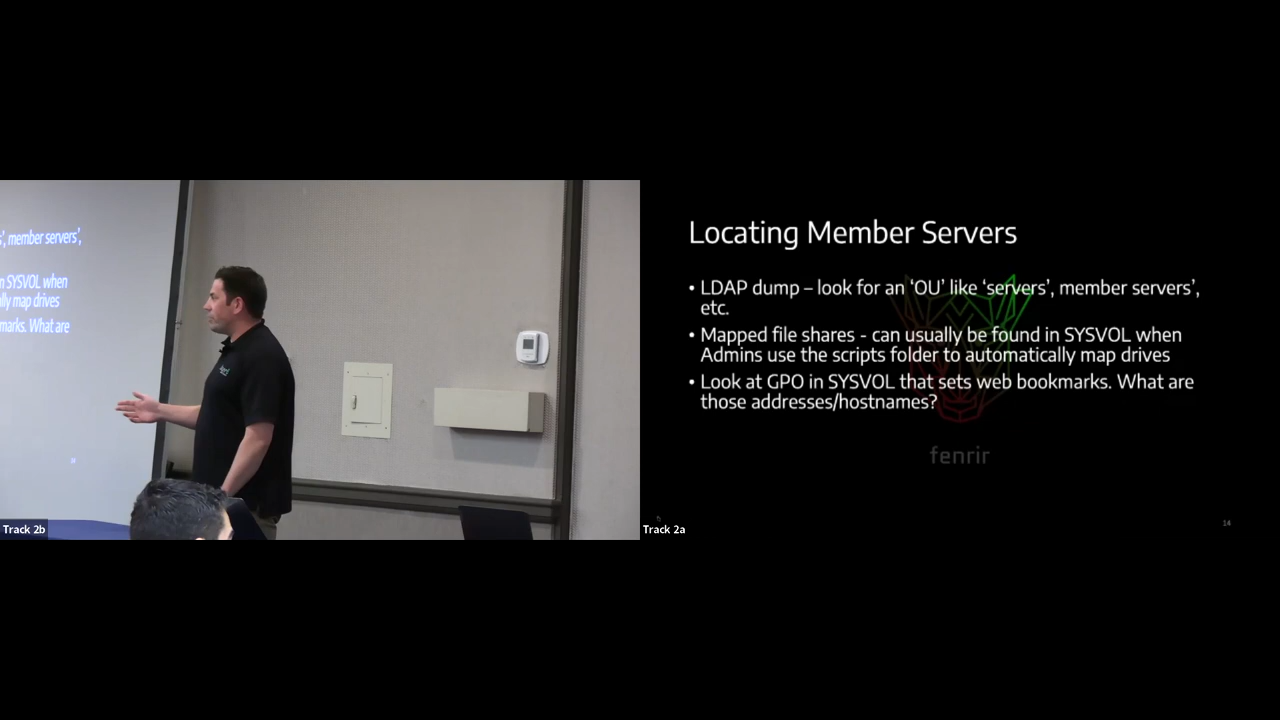 s', member servers',
n SYSVOL when
lly map drives
marks. What are
Track 2b
Locating Member Servers
• LDAP dump – look for an ‘OU’ like ‘servers’, member servers’,
etc.
• Mapped file shares - can usually be found in SYSVOL when
Admins use the scripts folder to automatically map drives
• Look at GPO in SYSVOL that sets web bookmarks. What are
those addresses/hostnames?
fenrir
14
Track 2a